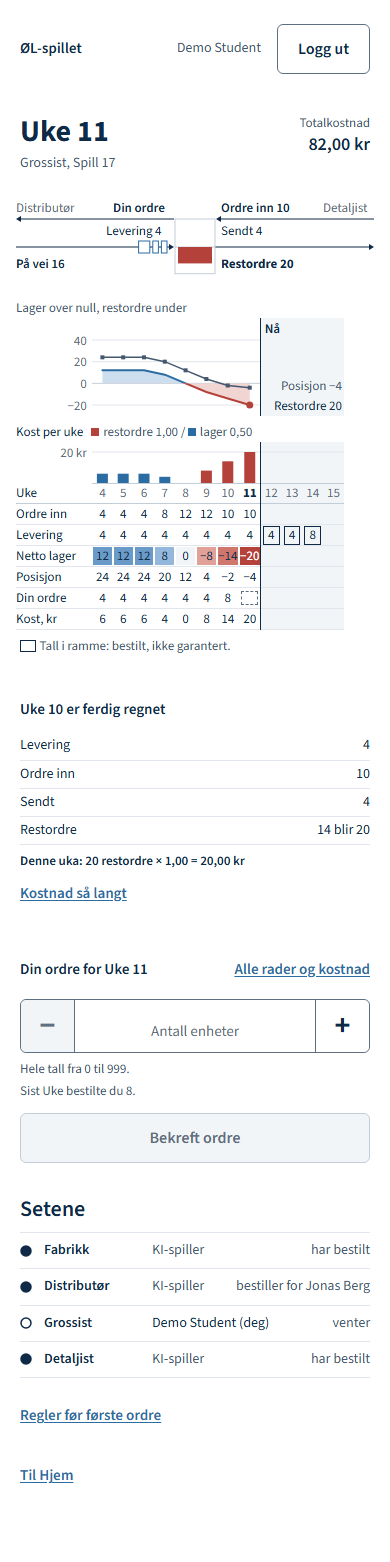 ØL-spillet Demo Student Logg ut
Uke 11 Totalkostnad
82,00 kr
Grossist, Spill 17
Distributør Din ordre Ordre inn 10 Detaljist
Levering 4 Sendt 4
På vei 16 Restordre 20
Lager over null, restordre under
Nå
40
20
0 Posisjon −4
−20 Restordre 20
Kost per uke restordre 1,00 / lager 0,50
20 kr
Uke 4 5 6 7 8 9 10 11 12 13 14 15
Ordre inn 4 4 4 8 12 12 10 10
Levering 4 4 4 4 4 4 4 4 4 4 8
Netto lager 12 12 12 8 0 −8 −14 −20
Posisjon 24 24 24 20 12 4 −2 −4
Din ordre 4 4 4 4 4 4 8
Kost, kr 6 6 6 4 0 8 14 20
Tall i ramme: bestilt, ikke garantert.
Uke 10 er ferdig regnet
Levering 4
Ordre inn 10
Sendt 4
Restordre 14 blir 20
Denne uka: 20 restordre × 1,00 = 20,00 kr
Kostnad så langt
Din ordre for Uke 11 Alle rader og kostnad
− Antall enheter +
Hele tall fra 0 til 999.
Sist Uke bestilte du 8.
Bekreft ordre
Setene
Fabrikk KI-spiller har bestilt
Distributør KI-spiller bestiller for Jonas Berg
Grossist Demo Student (deg) venter
Detaljist KI-spiller har bestilt
Regler før første ordre
Til Hjem